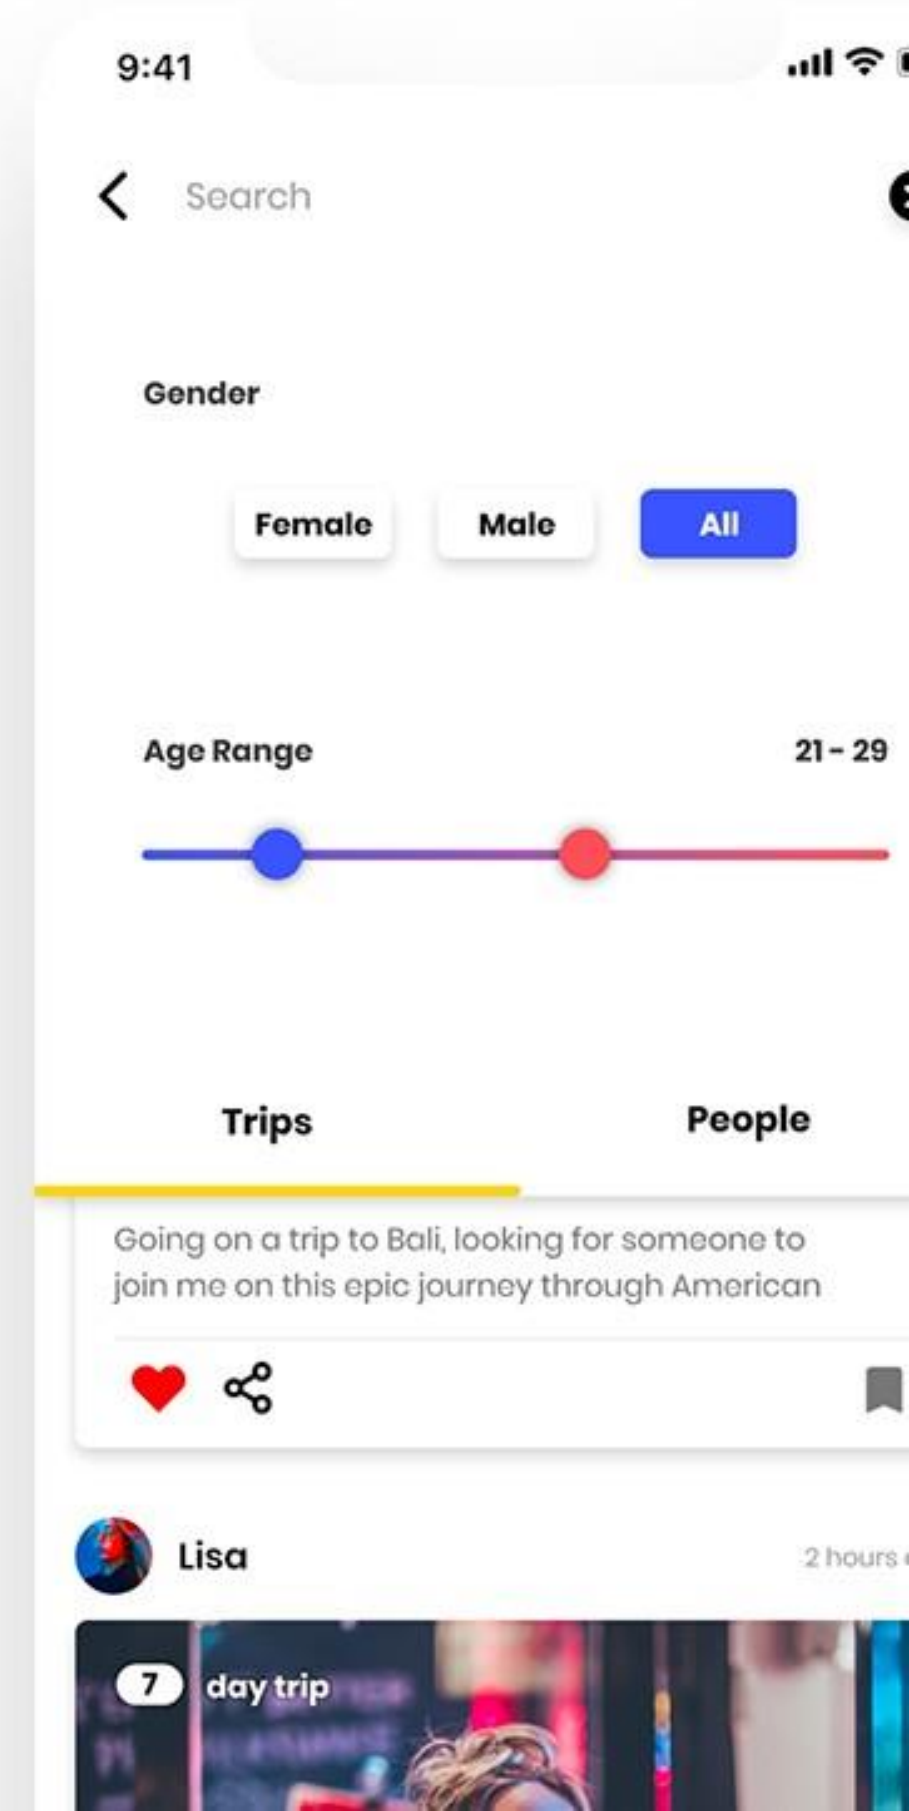 9:41
Search
Gender
Female Male All
Age Range 21 - 29
Trips People
Going on a trip to Bali, looking for someone to
join me on this epic journey through American
Lisa 2 hours
7 day trip